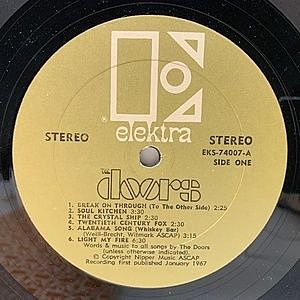 elektra
STEREO
STEREO
EKS-74007-A
SIDE ONE
THE
doors
1. BREAK ON THROUGH (To The Other Side) 2:25
2. SOUL KITCHEN 3:30
3. THE CRYSTAL SHIP 2:30
4. TWENTIETH CENTURY FOX 2:30
5. ALABAMA SONG (Whiskey Bar)
(Weill-Brecht, Witmark ASCAP) 3:15
6. LIGHT MY FIRE 6:30
Words & music to all songs by The Doors
(unless otherwise indicated)
© Copyright Nipper Music ASCAP
Recording first published January 1967